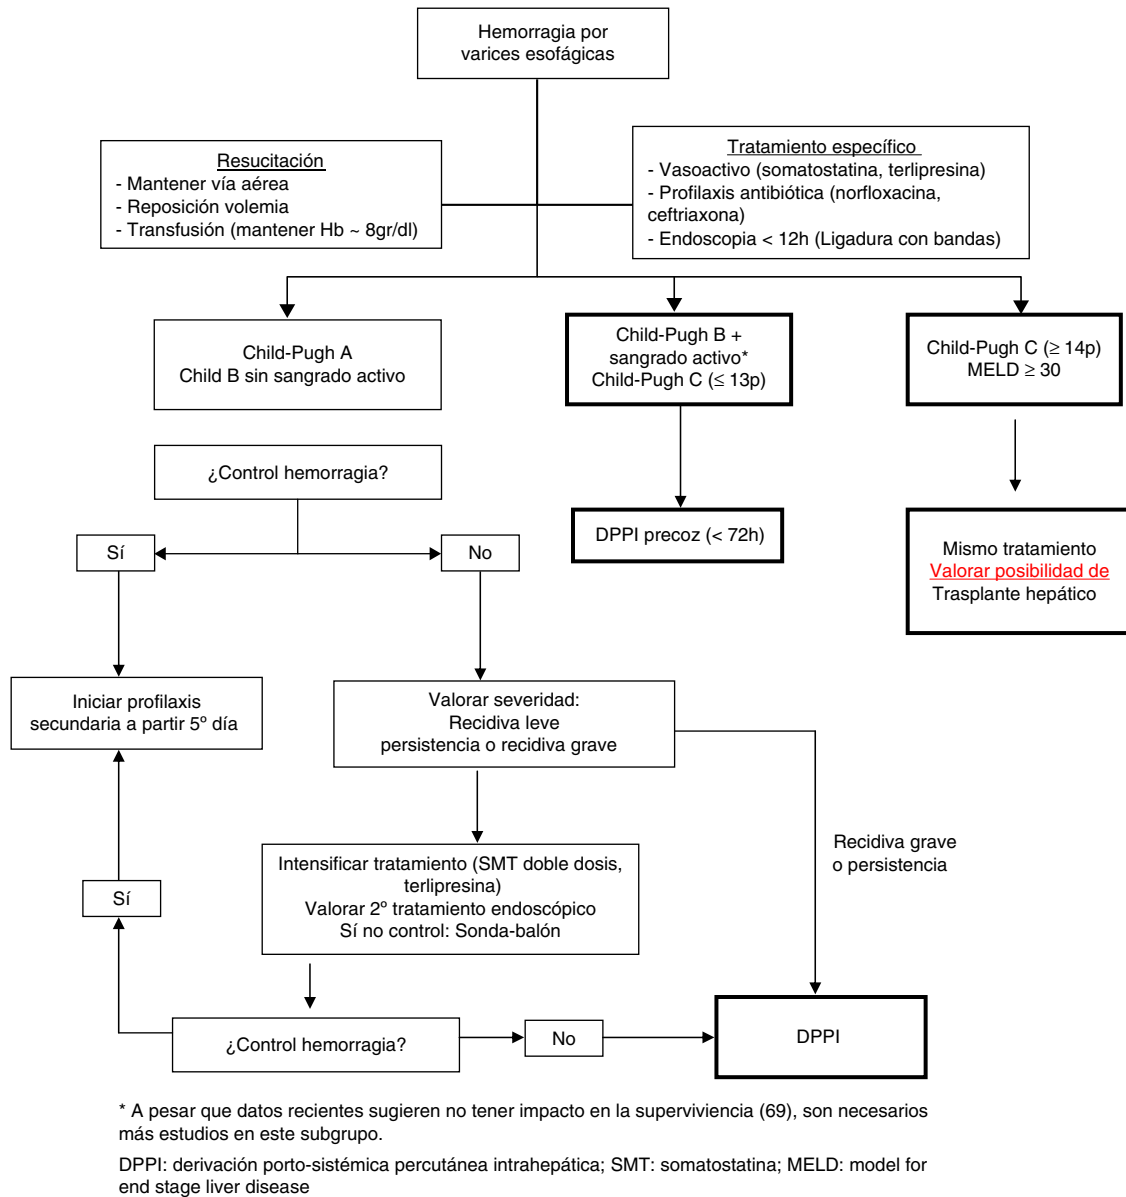 Hemorragia por
varices esofágicas
Resucitación
- Mantener vía aérea
- Reposición volemia
- Transfusión (mantener Hb ~ 8gr/dl)
Tratamiento específico
- Vasoactivo (somatostatina, terlipresina)
- Profilaxis antibiótica (norfloxacina,
ceftriaxona)
- Endoscopia < 12h (Ligadura con bandas)
Child-Pugh A
Child B sin sangrado activo
Child-Pugh B +
sangrado activo*
Child-Pugh C (≤ 13p)
Child-Pugh C (≥ 14p)
MELD ≥ 30
¿Control hemorragia?
Sí
No
DPPI precoz (< 72h)
Mismo tratamiento
Valorar posibilidad de
Trasplante hepático
Iniciar profilaxis
secundaria a partir 5º día
Valorar severidad:
Recidiva leve
persistencia o recidiva grave
Recidiva grave
o persistencia
Intensificar tratamiento (SMT doble dosis,
terlipresina)
Valorar 2º tratamiento endoscópico
Sí no control: Sonda-balón
Sí
¿Control hemorragia?
No
DPPI
* A pesar que datos recientes sugieren no tener impacto en la superviviencia (69), son necesarios
más estudios en este subgrupo.
DPPI: derivación porto-sistémica percutánea intrahepática; SMT: somatostatina; MELD: model for
end stage liver disease